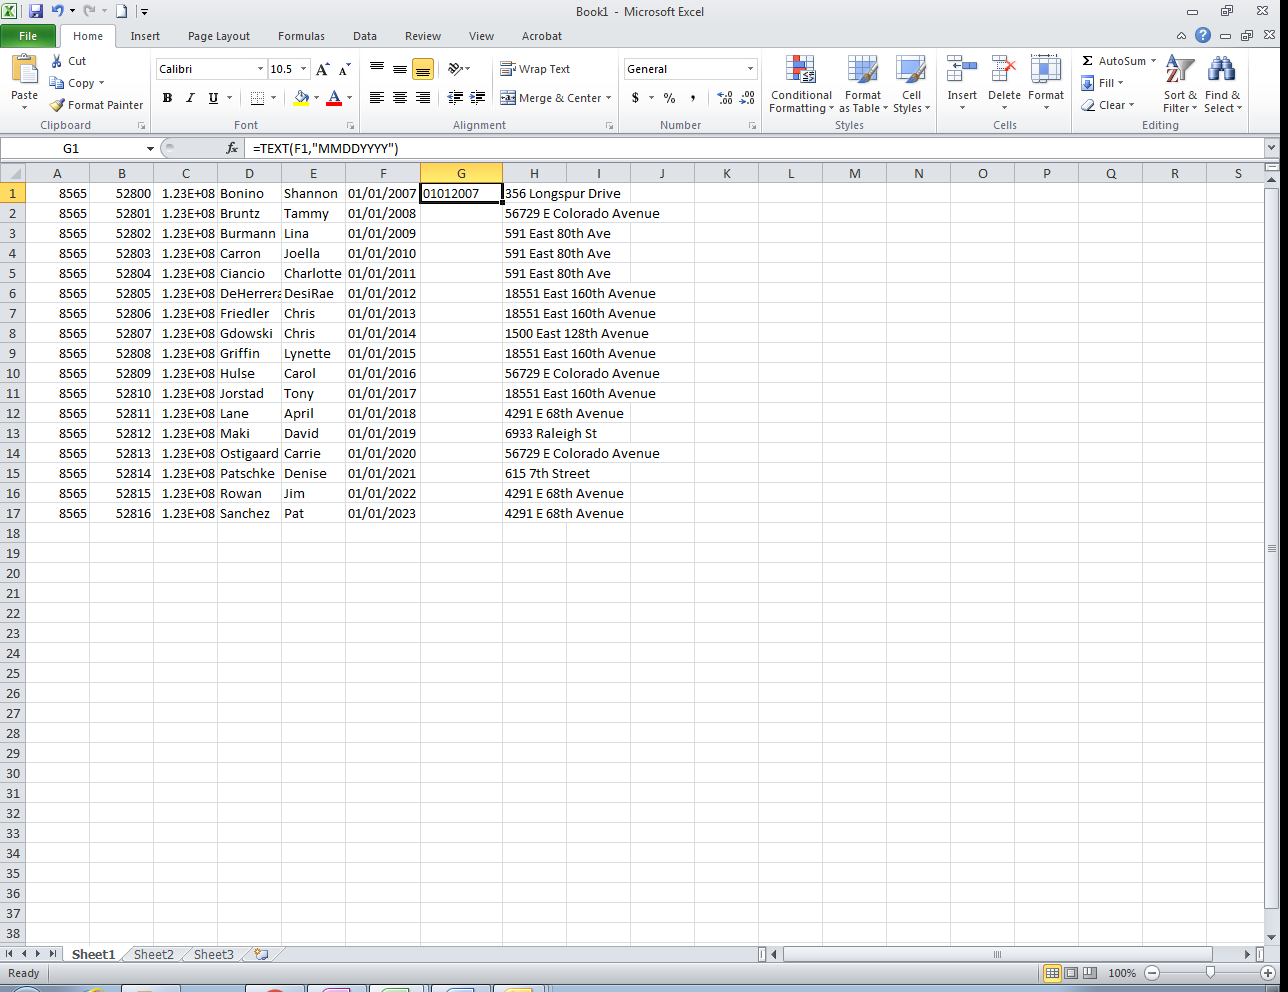 Book1 - Microsoft Excel
File Home Insert Page Layout Formulas Data Review View Acrobat
Paste
Cut
Copy
Format Painter
Clipboard
Calibri 10.5 A A
B I U A
Font
Wrap Text
Merge & Center
Alignment
General
$ % , .00 .0
Number
Conditional Formatting
Format as Table
Cell Styles
Styles
Insert Delete Format
Cells
Σ AutoSum
Fill
Clear
Sort & Filter
Find & Select
Editing
G1 fx =TEXT(F1,"MMDDYYYY")
A B C D E F G H I J K L M N O P Q R S
1 8565 52800 1.23E+08 Bonino Shannon 01/01/2007 01012007 356 Longspur Drive
2 8565 52801 1.23E+08 Bruntz Tammy 01/01/2008 56729 E Colorado Avenue
3 8565 52802 1.23E+08 Burmann Lina 01/01/2009 591 East 80th Ave
4 8565 52803 1.23E+08 Carron Joella 01/01/2010 591 East 80th Ave
5 8565 52804 1.23E+08 Ciancio Charlotte 01/01/2011 591 East 80th Ave
6 8565 52805 1.23E+08 DeHerrera DesiRae 01/01/2012 18551 East 160th Avenue
7 8565 52806 1.23E+08 Friedler Chris 01/01/2013 18551 East 160th Avenue
8 8565 52807 1.23E+08 Gdowski Chris 01/01/2014 1500 East 128th Avenue
9 8565 52808 1.23E+08 Griffin Lynette 01/01/2015 18551 East 160th Avenue
10 8565 52809 1.23E+08 Hulse Carol 01/01/2016 56729 E Colorado Avenue
11 8565 52810 1.23E+08 Jorstad Tony 01/01/2017 18551 East 160th Avenue
12 8565 52811 1.23E+08 Lane April 01/01/2018 4291 E 68th Avenue
13 8565 52812 1.23E+08 Maki David 01/01/2019 6933 Raleigh St
14 8565 52813 1.23E+08 Ostigaard Carrie 01/01/2020 56729 E Colorado Avenue
15 8565 52814 1.23E+08 Patschke Denise 01/01/2021 615 7th Street
16 8565 52815 1.23E+08 Rowan Jim 01/01/2022 4291 E 68th Avenue
17 8565 52816 1.23E+08 Sanchez Pat 01/01/2023 4291 E 68th Avenue
18
19
20
21
22
23
24
25
26
27
28
29
30
31
32
33
34
35
36
37
38
Sheet1 Sheet2 Sheet3
Ready 100%